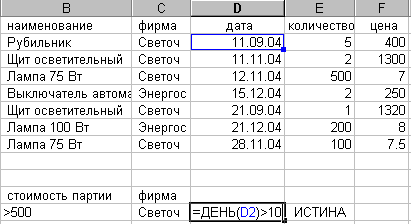 B C D E F
наименование фирма дата количество цена
Рубильник Светоч 11.09.04 5 400
Щит осветительный Светоч 11.11.04 2 1300
Лампа 75 Вт Светоч 12.11.04 500 7
Выключатель автома Энергос 15.12.04 2 250
Щит осветительный Светоч 21.09.04 1 1320
Лампа 100 Вт Энергос 21.12.04 200 8
Лампа 75 Вт Светоч 28.11.04 100 7.5
стоимость партии фирма
>500 Светоч =ДЕНЬ(D2)>10 ИСТИНА